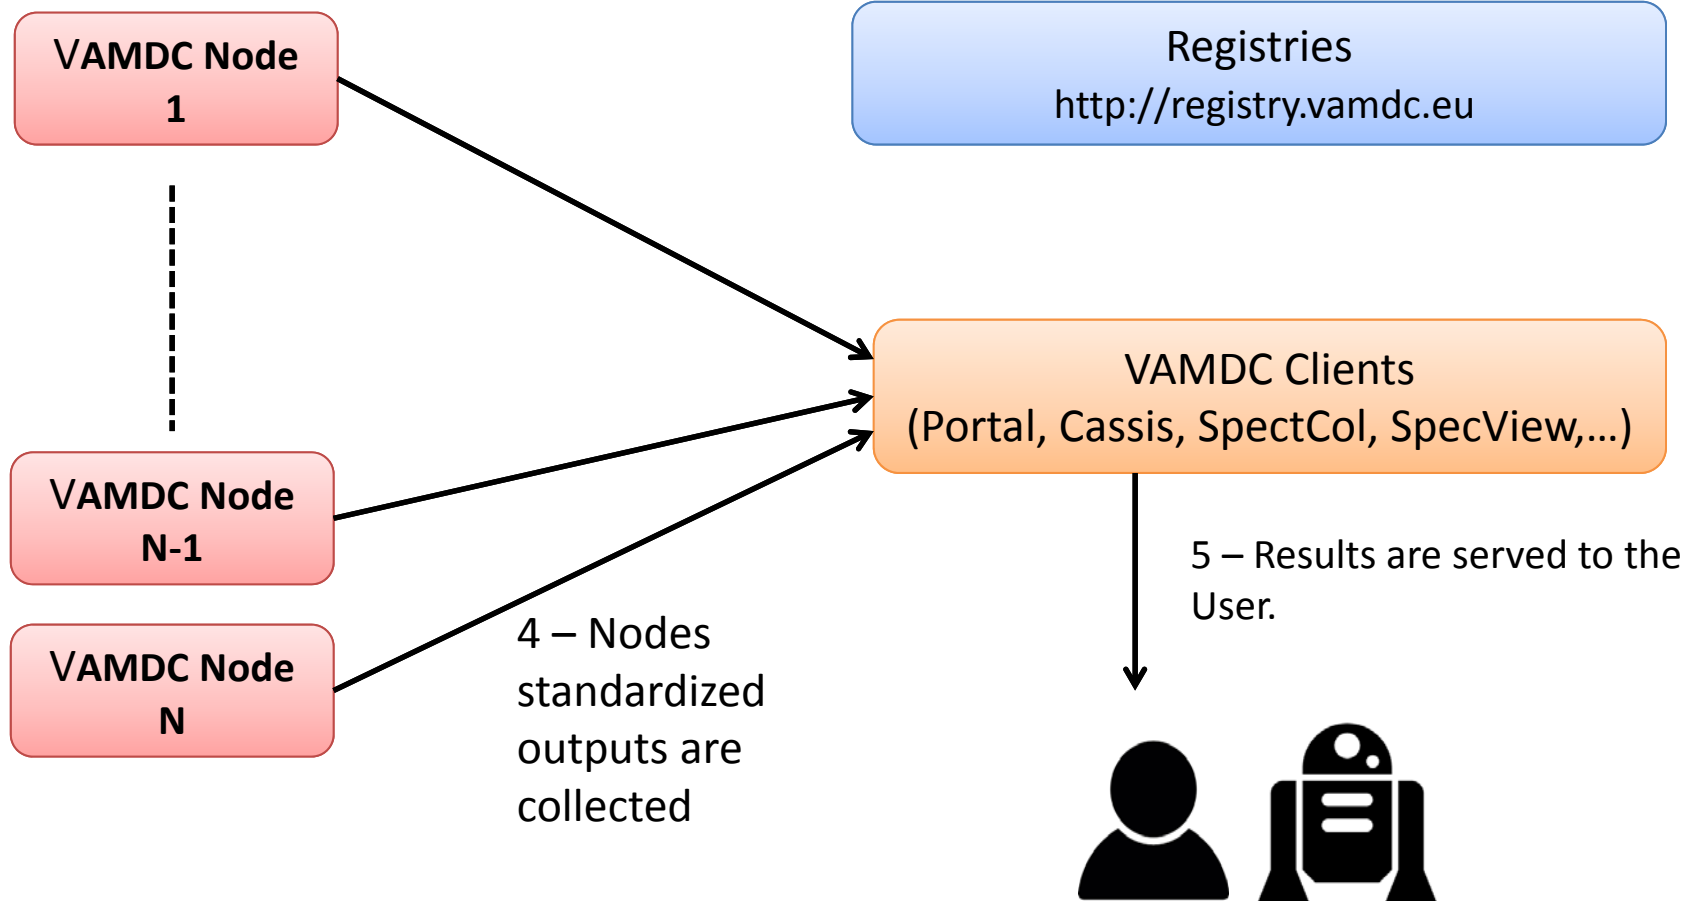 VAMDC Node
1
Registries
http://registry.vamdc.eu
VAMDC Clients
(Portal, Cassis, SpectCol, SpecView,...)
VAMDC Node
N-1
VAMDC Node
N
4 – Nodes
standardized
outputs are
collected
5 – Results are served to the
User.